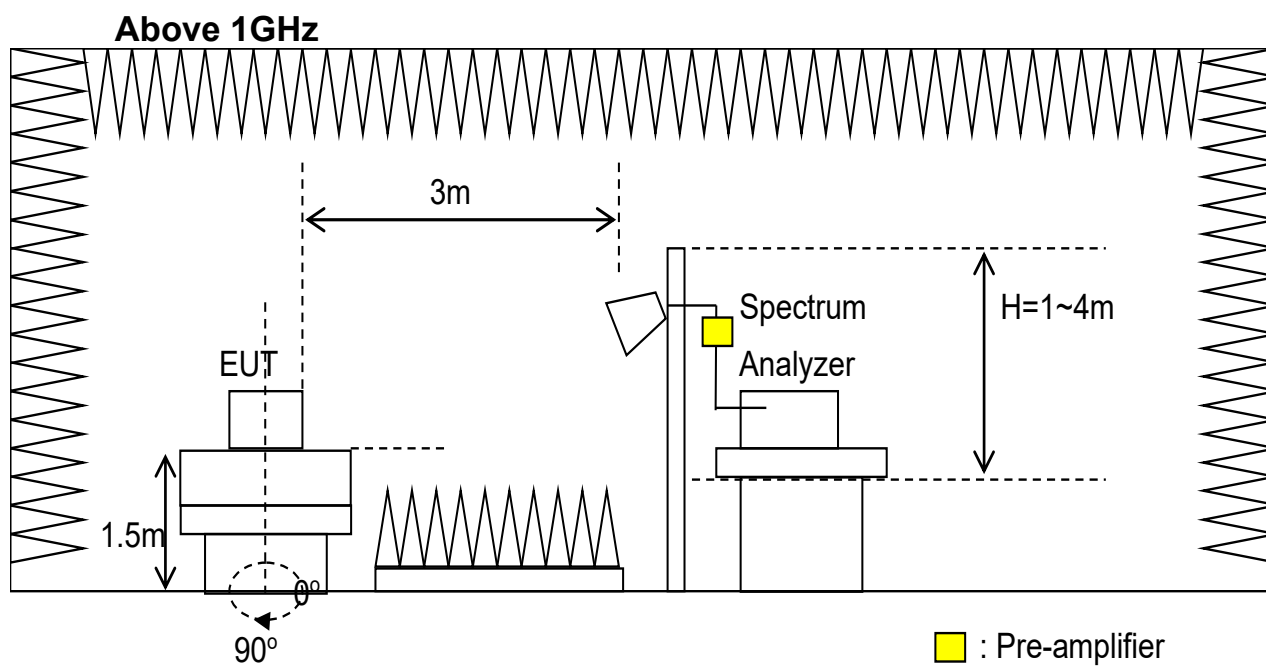 Above 1GHz
3m
Spectrum
H=1~4m
EUT
Analyzer
1.5m
0º
90º
: Pre-amplifier